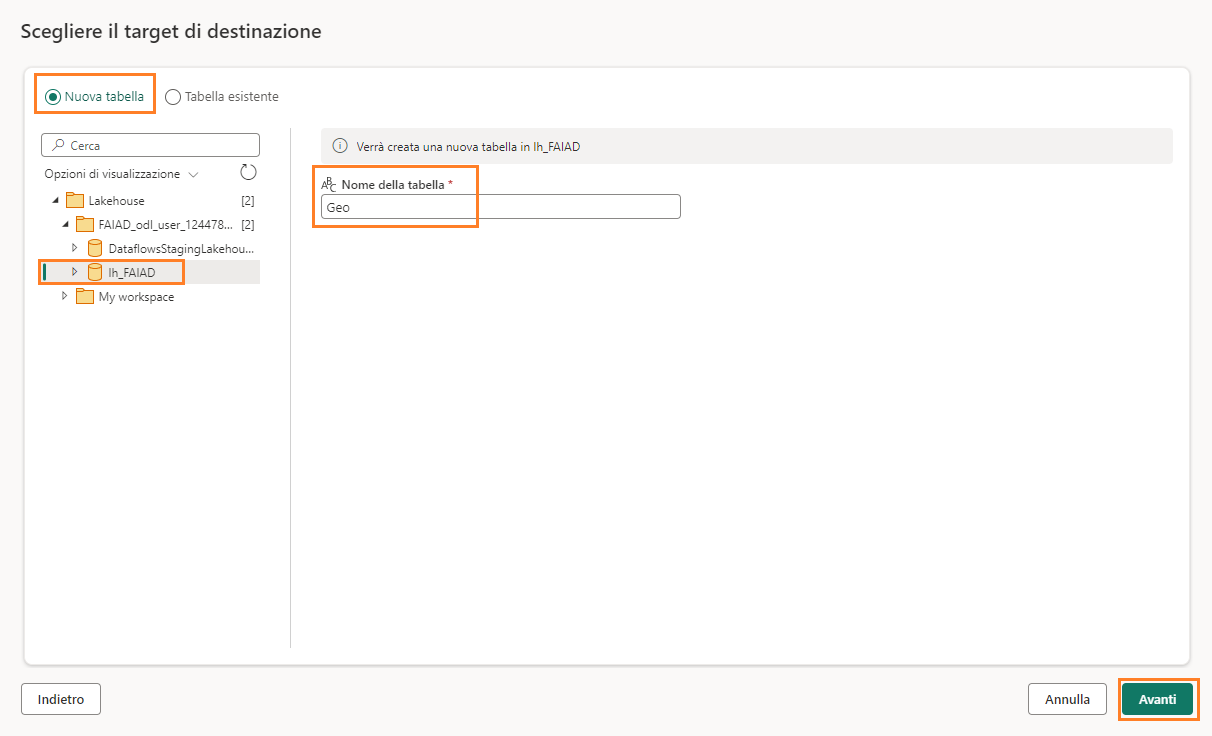 Scegliere il target di destinazione
Nuova tabella
Tabella esistente
Cerca
Opzioni di visualizzazione
Lakehouse [2]
FAIAD_odl_user_124478... [2]
DataflowsStagingLakehou...
lh_FAIAD
My workspace
Verrà creata una nuova tabella in lh_FAIAD
ABC Nome della tabella *
Geo
Indietro
Annulla
Avanti